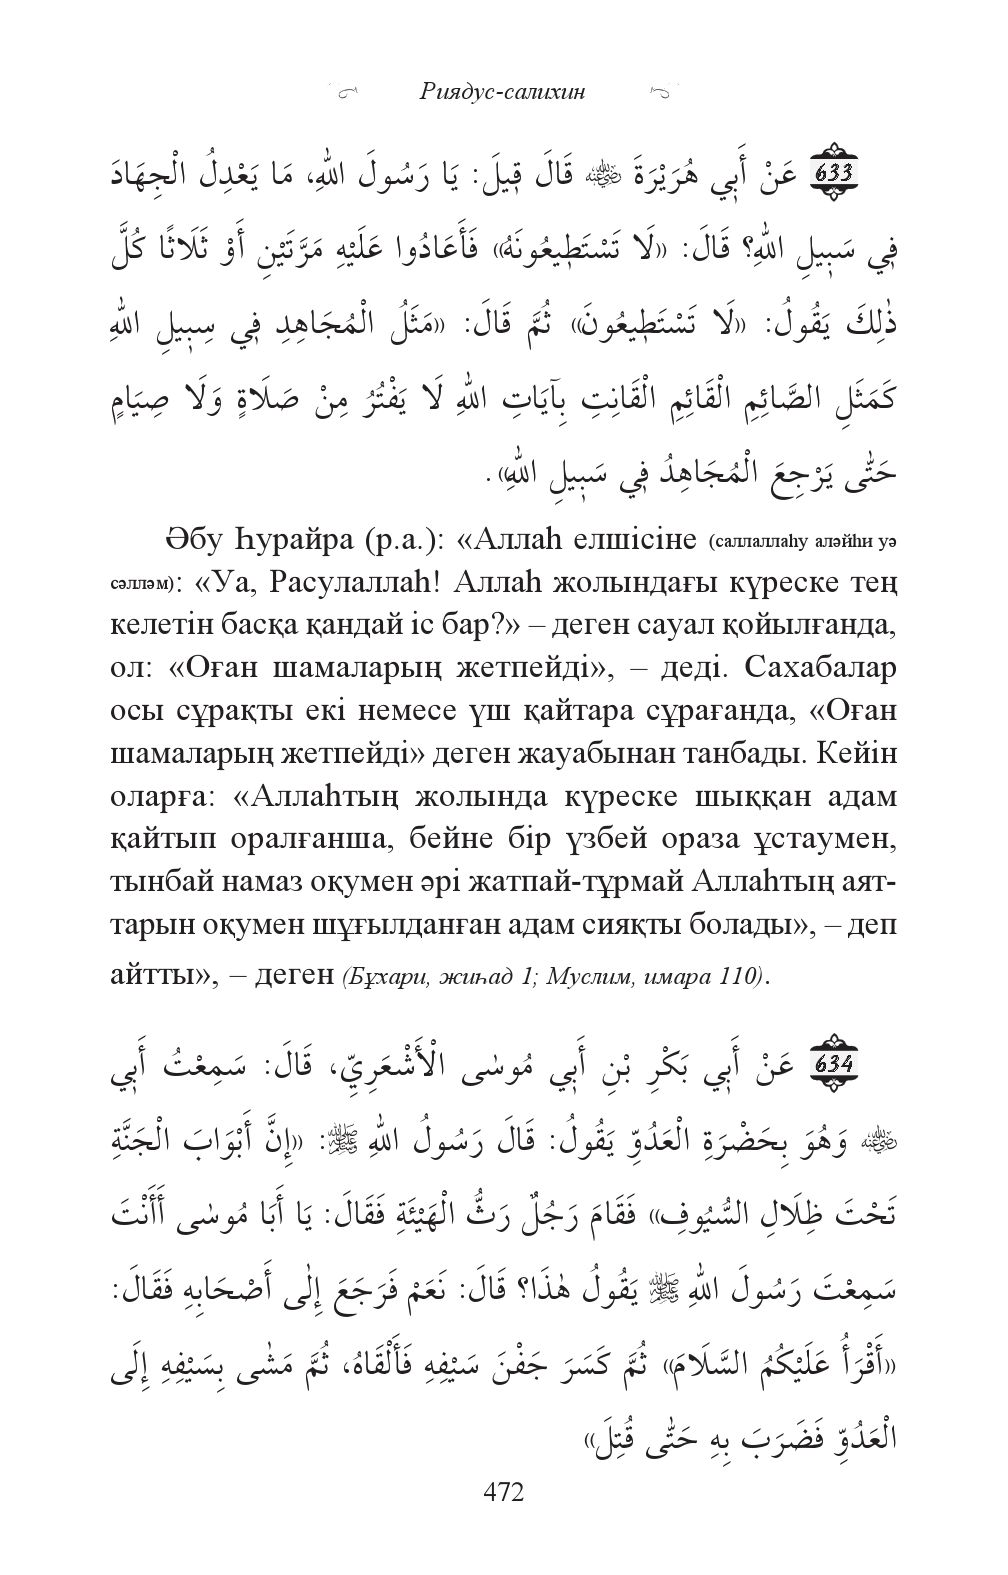 Риядус-салихин
633 عَنْ أَبِي هُرَيْرَةَ ﷛ قَالَ قِيلَ: يَا رَسُولَ اللهِ، مَا يَعْدِلُ الْجِهَادَ
فِي سَبِيلِ اللهِ؟ قَالَ: «لَا تَسْتَطِيعُونَهُ» فَأَعَادُوا عَلَيْهِ مَرَّتَيْنِ أَوْ ثَلَاثًا كُلَّ
ذٰلِكَ يَقُولُ: «لَا تَسْتَطِيعُونَ» ثُمَّ قَالَ: «مَثَلُ الْمُجَاهِدِ فِي سِبِيلِ اللهِ
كَمَثَلِ الصَّائِمِ الْقَائِمِ الْقَانِتِ بِآيَاتِ اللهِ لَا يَفْتُرُ مِنْ صَلَاةٍ وَلَا صِيَامٍ
حَتّٰى يَرْجِعَ الْمُجَاهِدُ فِي سَبِيلِ اللهِ».
Әбу Һурайра (р.а.): «Аллаһ елшісіне (саллаллаһу аләйһи уә
сәлләм): «Уа, Расулаллаһ! Аллаһ жолындағы күреске тең
келетін басқа қандай іс бар?» – деген сауал қойылғанда,
ол: «Оған шамаларың жетпейді», – деді. Сахабалар
осы сұрақты екі немесе үш қайтара сұрағанда, «Оған
шамаларың жетпейді» деген жауабынан танбады. Кейін
оларға: «Аллаһтың жолында күреске шыққан адам
қайтып оралғанша, бейне бір үзбей ораза ұстаумен,
тынбай намаз оқумен әрі жатпай-тұрмай Аллаһтың аят-
тарын оқумен шұғылданған адам сияқты болады», – деп
айтты», – деген (Бұхари, жиһад 1; Муслим, имара 110).
634 عَنْ أَبِي بَكْرِ بْنِ أَبِي مُوسٰى الْأَشْعَرِيِّ، قَالَ: سَمِعْتُ أَبِي
﷛ وَهُوَ بِحَضْرَةِ الْعَدُوِّ يَقُولُ: قَالَ رَسُولُ اللهِ ﷺ: «إِنَّ أَبْوَابَ الْجَنَّةِ
تَحْتَ ظِلَالِ السُّيُوفِ» فَقَامَ رَجُلٌ رَثُّ الْهَيْئَةِ فَقَالَ: يَا أَبَا مُوسٰى أَأَنْتَ
سَمِعْتَ رَسُولَ اللهِ ﷺ يَقُولُ هٰذَا؟ قَالَ: نَعَمْ فَرَجَعَ إِلٰى أَصْحَابِهِ فَقَالَ:
«أَقْرَأُ عَلَيْكُمُ السَّلَامَ» ثُمَّ كَسَرَ جَفْنَ سَيْفِهِ فَأَلْقَاهُ، ثُمَّ مَشٰى بِسَيْفِهِ إِلَى
الْعَدُوِّ فَضَرَبَ بِهِ حَتّٰى قُتِلَ»
472